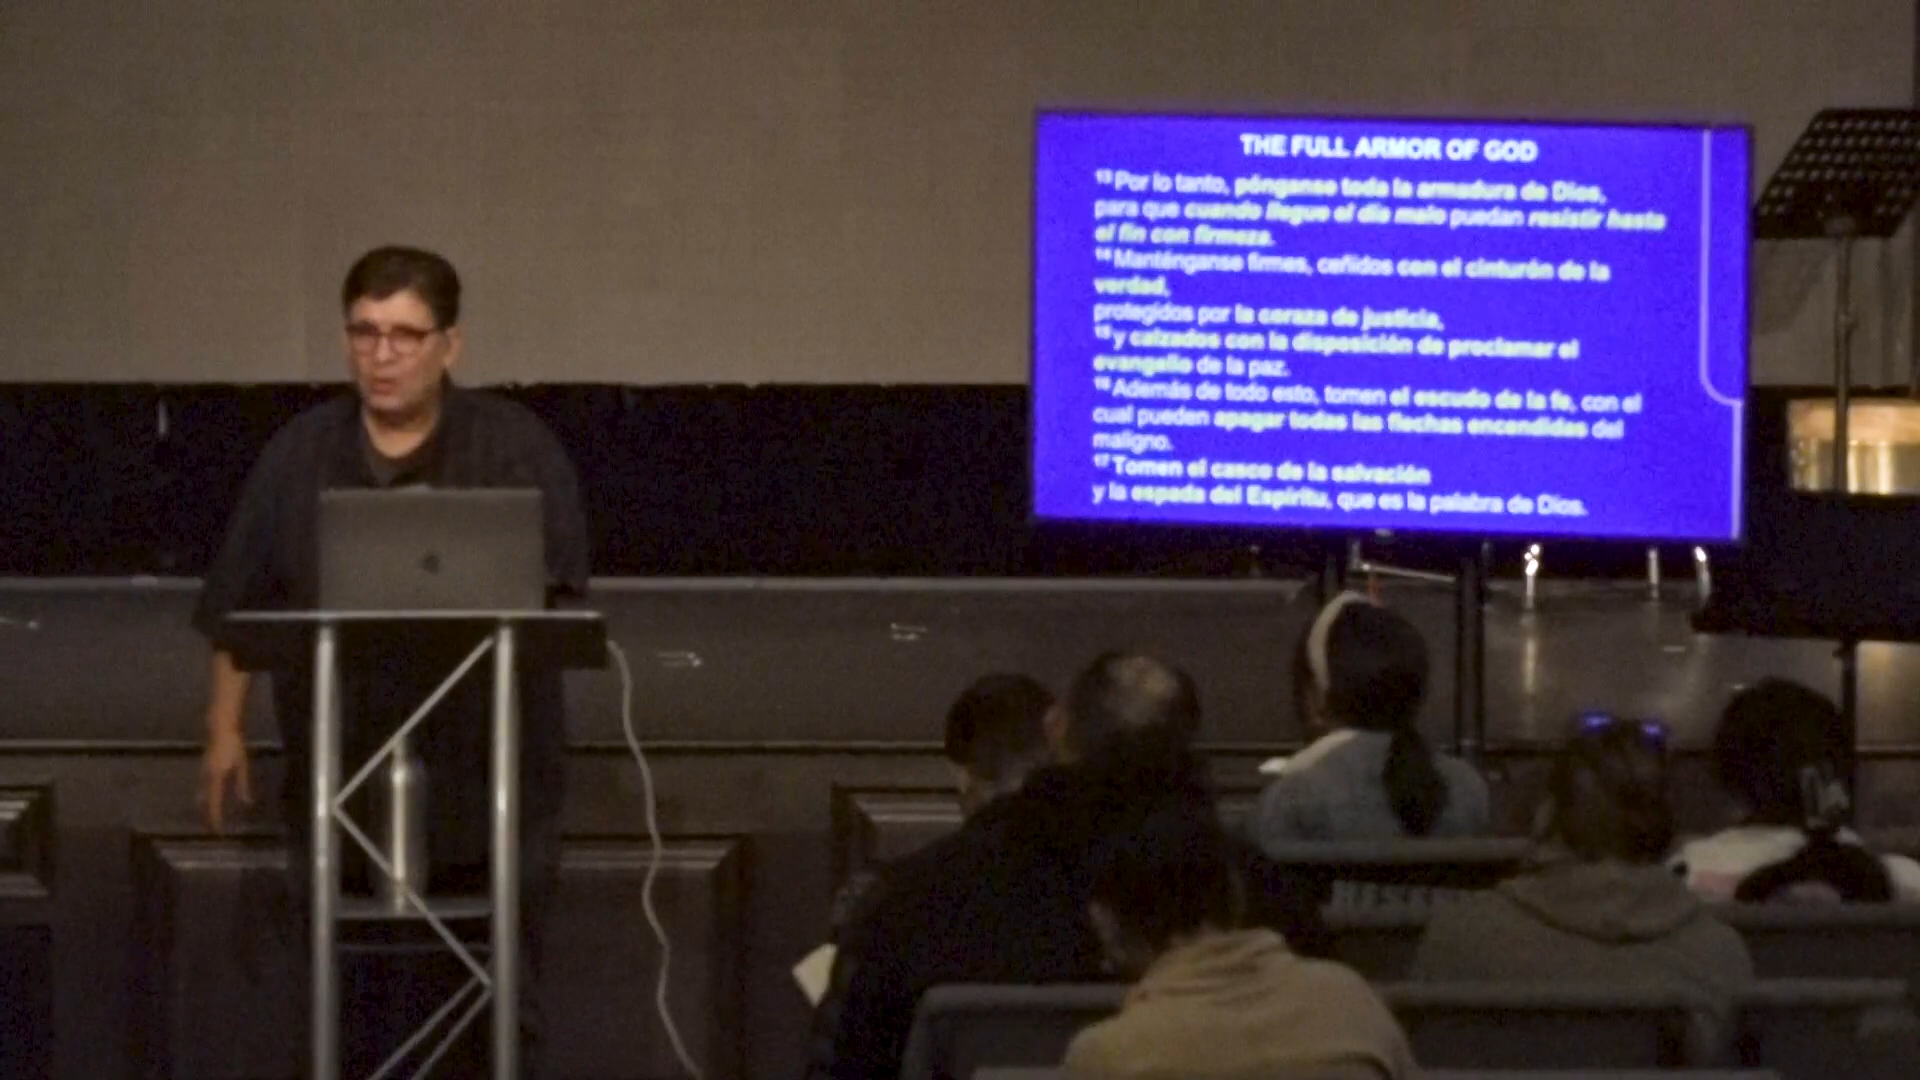 THE FULL ARMOR OF GOD
13 Por lo tanto, pónganse toda la armadura de Dios,
para que cuando llegue el día malo puedan resistir hasta
el fin con firmeza.
14 Manténganse firmes, ceñidos con el cinturón de la
verdad,
protegidos por la coraza de justicia,
15 y calzados con la disposición de proclamar el
evangelio de la paz.
16 Además de todo esto, tomen el escudo de la fe, con el
cual pueden apagar todas las flechas encendidas del
maligno.
17 Tomen el casco de la salvación
y la espada del Espíritu, que es la palabra de Dios.